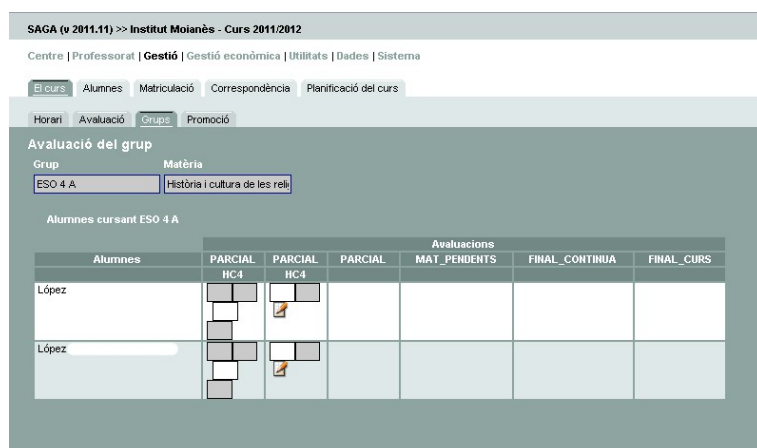 SAGA (v 2011.11) >> Institut Moianès - Curs 2011/2012
Centre | Professorat | Gestió | Gestió econòmica | Utilitats | Dades | Sistema
El curs Alumnes Matriculació Correspondència Planificació del curs
Horari Avaluació Grups Promoció
Avaluació del grup
Grup Matèria
ESO 4 A Història i cultura de les reli
Alumnes cursant ESO 4 A
Avaluacions
Alumnes PARCIAL PARCIAL PARCIAL MAT_PENDENTS FINAL_CONTINUA FINAL_CURS
HC4 HC4
López
López